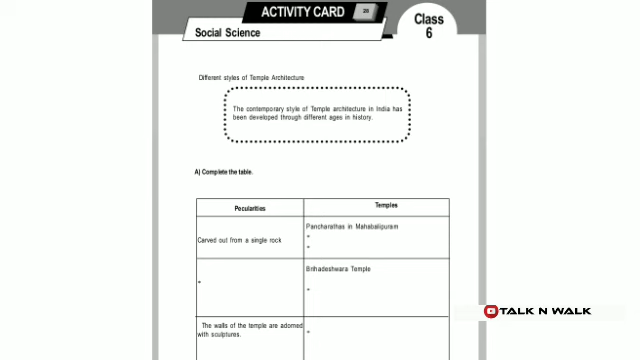 ACTIVITY CARD 28
Social Science
Class
6
Different styles of Temple Architecture
The contemporary style of Temple architecture in India has
been developed through different ages in history.
A) Complete the table.
Pecularities
Temples
Carved out from a single rock
Pancharathas in Mahabalipuram
*
*
*
Brihadeshwara Temple
*
The walls of the temple are adorned
with sculptures.
*
TALK N WALK